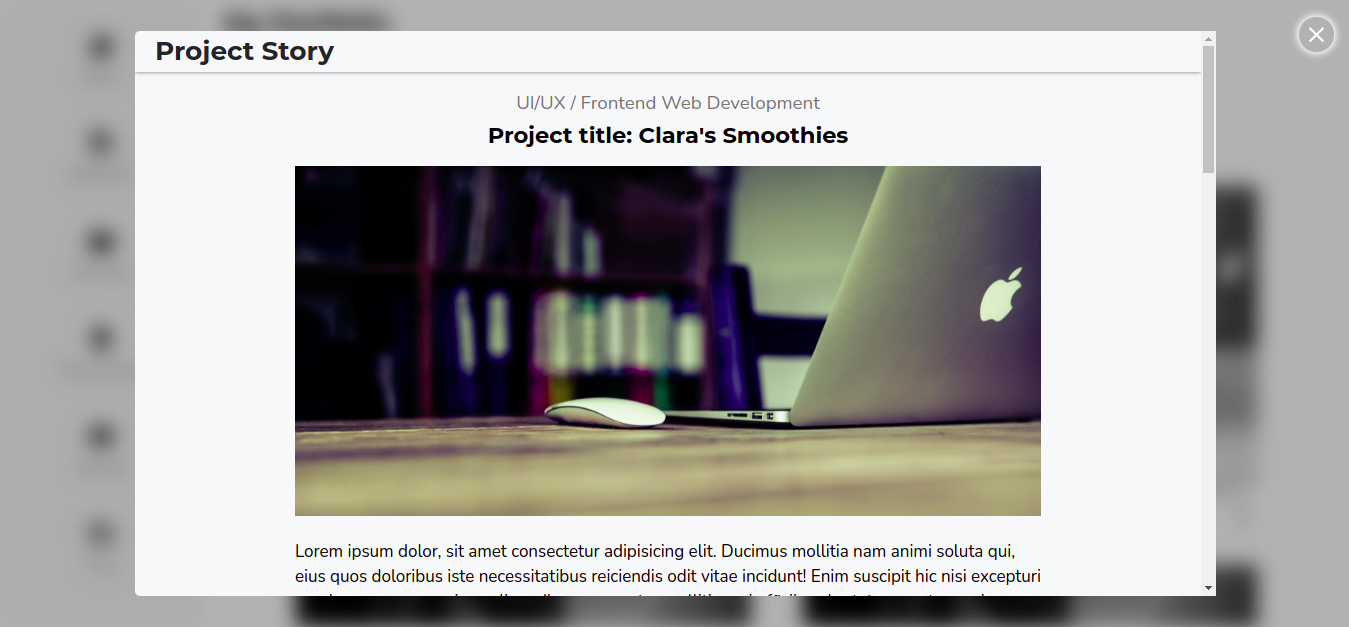 Project Story
UI/UX / Frontend Web Development
Project title: Clara's Smoothies
Lorem ipsum dolor, sit amet consectetur adipisicing elit. Ducimus mollitia nam animi soluta qui,
eius quos doloribus iste necessitatibus reiciendis odit vitae incidunt! Enim suscipit hic nisi excepturi